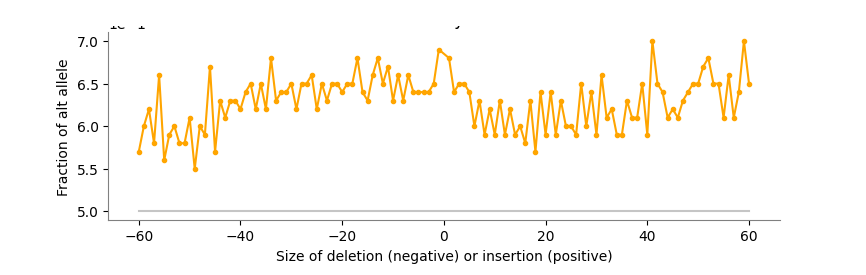 7.0
6.5
6.0
5.5
5.0
Fraction of alt allele
−60 −40 −20 0 20 40 60
Size of deletion (negative) or insertion (positive)